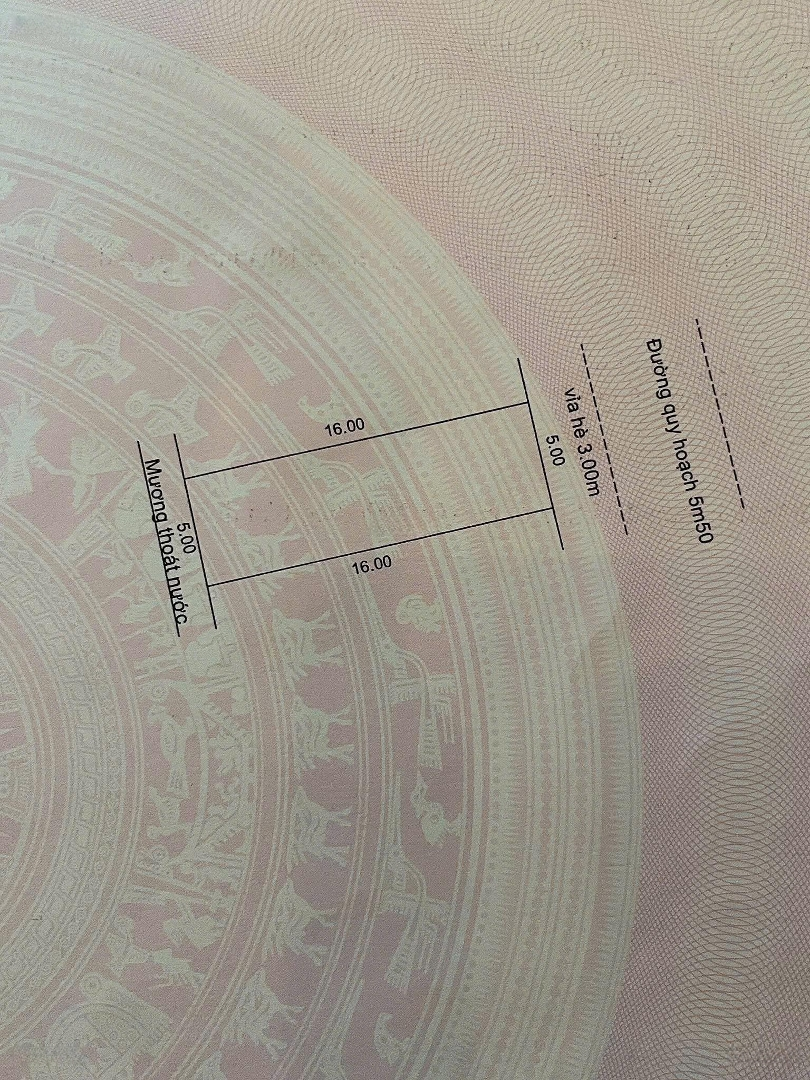 Đường quy hoạch 5m50
vỉa hè 3.00m
5.00
16.00
16.00
5.00
Mương thoát nước